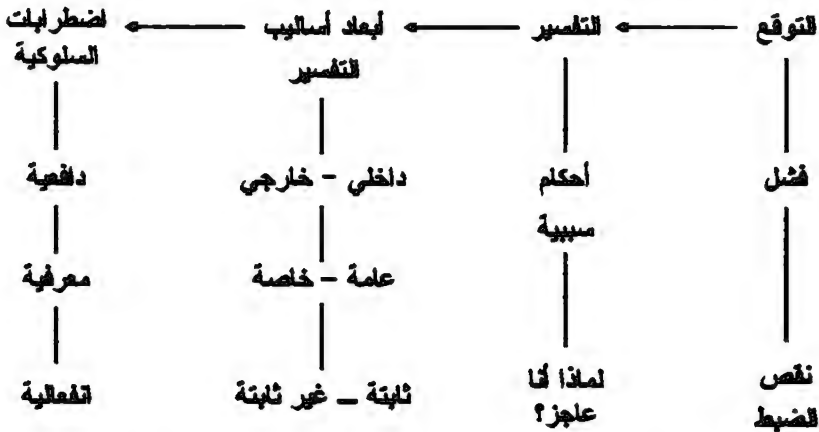 التوقع
التفسير
أبعاد أساليب
التفسير
اضطرابات
السلوكية
فشل
أحكام
سببية
داخلي - خارجي
دافعية
عامة - خاصة
معرفية
نقص
الضبط
لماذا أنا
عاجز؟
ثابتة - غير ثابتة
انفعالية